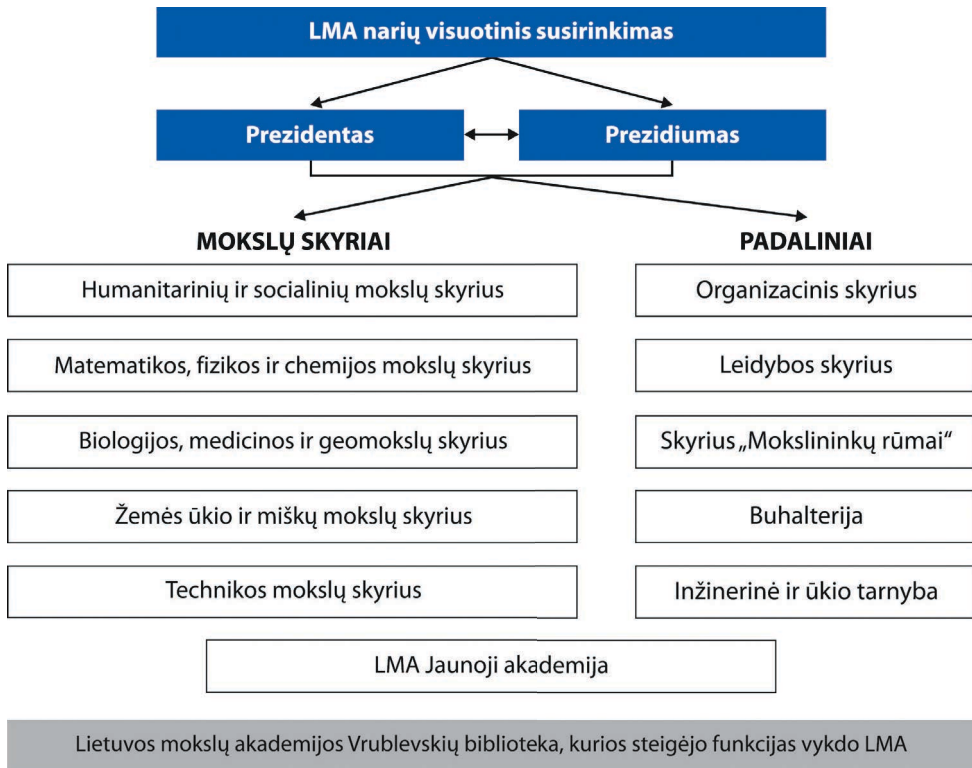 LMA narių visuotinis susirinkimas
Prezidentas
Prezidiumas
MOKSLŲ SKYRIAI
Humanitarinių ir socialinių mokslų skyrius
Matematikos, fizikos ir chemijos mokslų skyrius
Biologijos, medicinos ir geomokslų skyrius
Žemės ūkio ir miškų mokslų skyrius
Technikos mokslų skyrius
PADALINIAI
Organizacinis skyrius
Leidybos skyrius
Skyrius „Mokslininkų rūmai“
Buhalterija
Inžinerinė ir ūkio tarnyba
LMA Jaunoji akademija
Lietuvos mokslų akademijos Vrublevskių biblioteka, kurios steigėjo funkcijas vykdo LMA